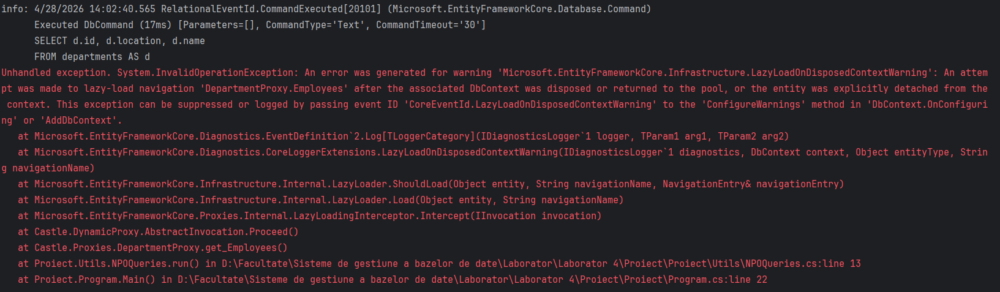 info: 4/28/2026 14:02:40.565 RelationalEventId.CommandExecuted[20101] (Microsoft.EntityFrameworkCore.Database.Command)
      Executed DbCommand (17ms) [Parameters=[], CommandType='Text', CommandTimeout='30']
      SELECT d.id, d.location, d.name
      FROM departments AS d
Unhandled exception. System.InvalidOperationException: An error was generated for warning 'Microsoft.EntityFrameworkCore.Infrastructure.LazyLoadOnDisposedContextWarning': An attem
pt was made to lazy-load navigation 'DepartmentProxy.Employees' after the associated DbContext was disposed or returned to the pool, or the entity was explicitly detached from the
 context. This exception can be suppressed or logged by passing event ID 'CoreEventId.LazyLoadOnDisposedContextWarning' to the 'ConfigureWarnings' method in 'DbContext.OnConfiguri
ng' or 'AddDbContext'.
   at Microsoft.EntityFrameworkCore.Diagnostics.EventDefinition`2.Log[TLoggerCategory](IDiagnosticsLogger`1 logger, TParam1 arg1, TParam2 arg2)
   at Microsoft.EntityFrameworkCore.Diagnostics.CoreLoggerExtensions.LazyLoadOnDisposedContextWarning(IDiagnosticsLogger`1 diagnostics, DbContext context, Object entityType, Strin
g navigationName)
   at Microsoft.EntityFrameworkCore.Infrastructure.Internal.LazyLoader.ShouldLoad(Object entity, String navigationName, NavigationEntry& navigationEntry)
   at Microsoft.EntityFrameworkCore.Infrastructure.Internal.LazyLoader.Load(Object entity, String navigationName)
   at Microsoft.EntityFrameworkCore.Proxies.Internal.LazyLoadingInterceptor.Intercept(IInvocation invocation)
   at Castle.DynamicProxy.AbstractInvocation.Proceed()
   at Castle.Proxies.DepartmentProxy.get_Employees()
   at Proiect.Utils.NPOQueries.run() in D:\Facultate\Sisteme de gestiune a bazelor de date\Laborator\Laborator 4\Proiect\Proiect\Utils\NPOQueries.cs:line 13
   at Proiect.Program.Main() in D:\Facultate\Sisteme de gestiune a bazelor de date\Laborator\Laborator 4\Proiect\Proiect\Program.cs:line 22